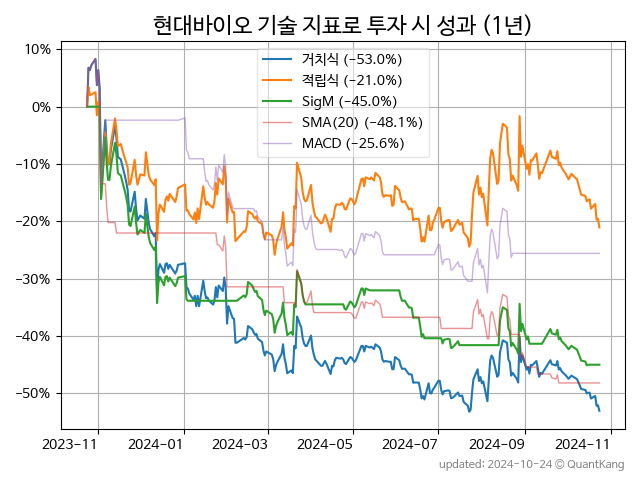 현대바이오 기술 지표로 투자 시 성과 (1년)
거치식 (−53.0%)
적립식 (−21.0%)
SigM (−45.0%)
SMA(20) (−48.1%)
MACD (−25.6%)
10%
0%
−10%
−20%
−30%
−40%
−50%
2023−11 2024−01 2024−03 2024−05 2024−07 2024−09 2024−11
updated: 2024-10-24 © QuantKang